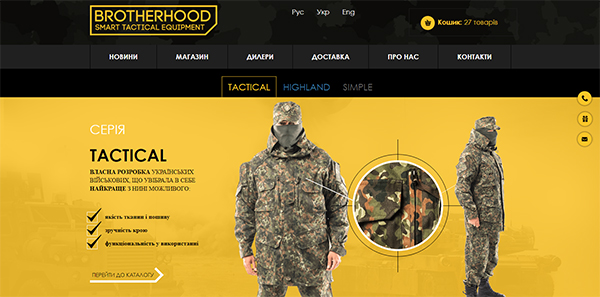 BROTHERHOOD
SMART TACTICAL EQUIPMENT
Рус Укр Eng
Кошик: 27 товарів
НОВИНИ МАГАЗИН ДИЛЕРИ ДОСТАВКА ПРО НАС КОНТАКТИ
TACTICAL HIGHLAND SIMPLE
СЕРІЯ
TACTICAL
ВЛАСНА РОЗРОБКА УКРАЇНСЬКИХ
ВІЙСЬКОВИХ, ЩО УВІБРАЛА В СЕБЕ
НАЙКРАЩЕ З НИНІ МОЖЛИВОГО
якість тканин і пошиву
зручність крою
функціональність у використанні
ПЕРЕЙТИ ДО КАТАЛОГУ